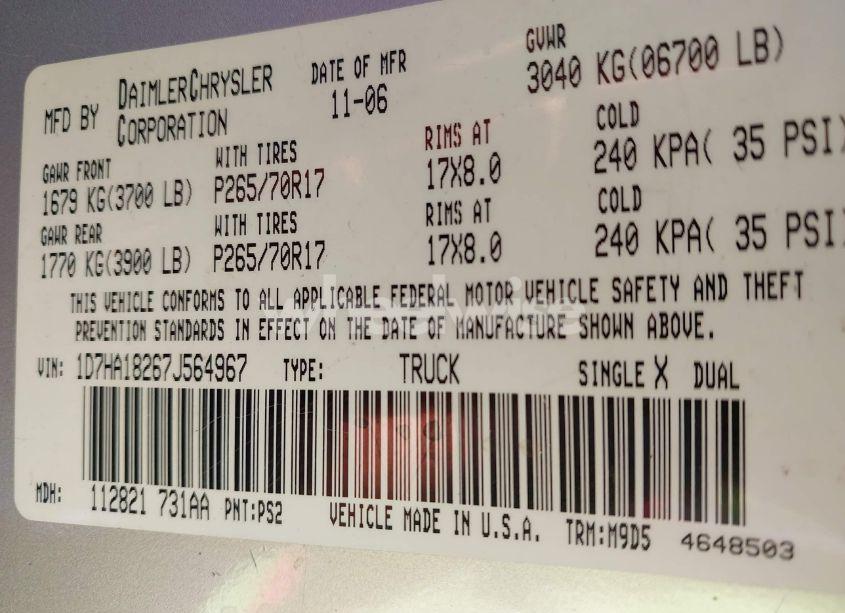 MFD BY DAIMLERCHRYSLER CORPORATION DATE OF MFR 11-06 GVWR 3040 KG(06700 LB)
GAWR FRONT WITH TIRES RIMS AT COLD
1679 KG(3700 LB) P265/70R17 17X8.0 240 KPA( 35 PSI)
GAWR REAR WITH TIRES RIMS AT COLD
1770 KG(3900 LB) P265/70R17 17X8.0 240 KPA( 35 PSI)
THIS VEHICLE CONFORMS TO ALL APPLICABLE FEDERAL MOTOR VEHICLE SAFETY AND THEFT
PREVENTION STANDARDS IN EFFECT ON THE DATE OF MANUFACTURE SHOWN ABOVE.
VIN: 1D7HA18267J564967 TYPE: TRUCK SINGLE X DUAL
MDH: 112821 731AA PNT:PS2 VEHICLE MADE IN U.S.A. TRM:M9D5 4648503